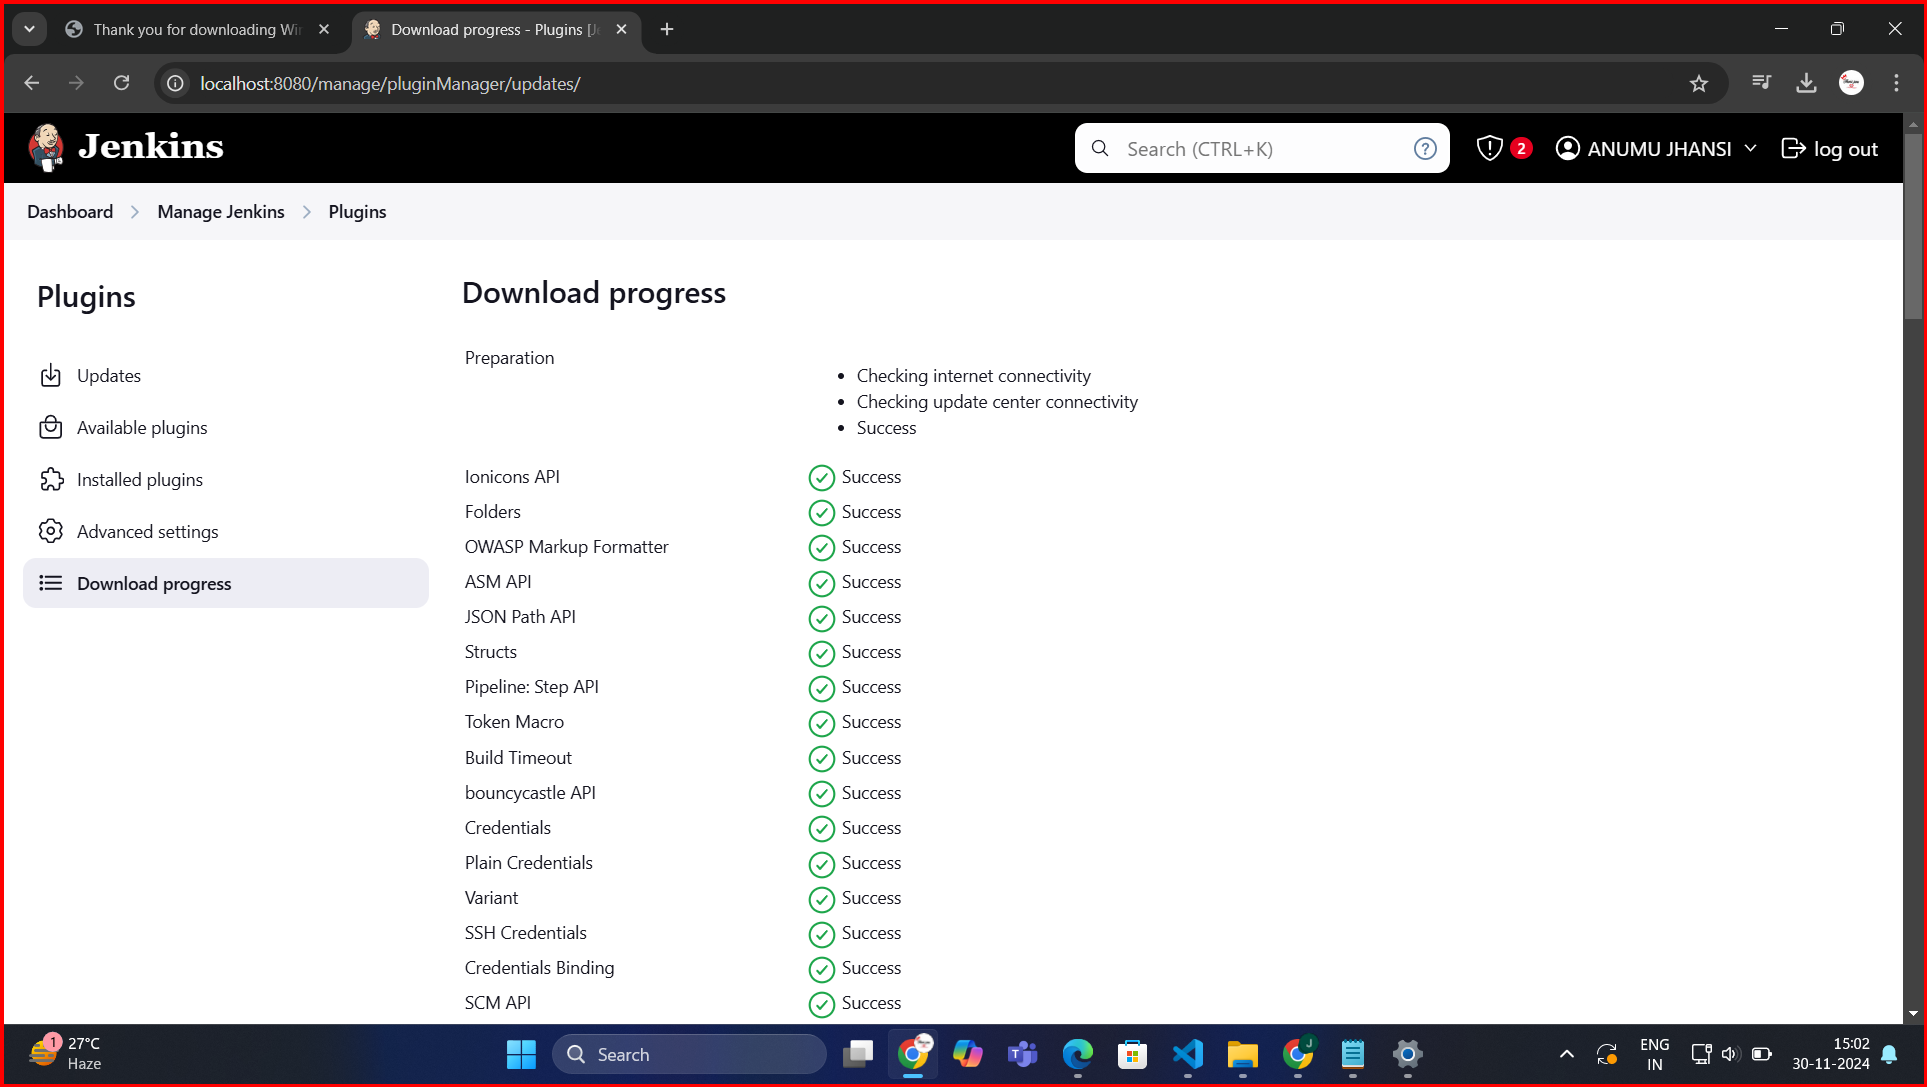 Thank you for downloading Wi
Download progress - Plugins [J
localhost:8080/manage/pluginManager/updates/
Jenkins
Search (CTRL+K)
?
2
ANUMU JHANSI
log out
Dashboard
Manage Jenkins
Plugins
Plugins
Updates
Available plugins
Installed plugins
Advanced settings
Download progress
Download progress
Preparation
• Checking internet connectivity
• Checking update center connectivity
• Success
Ionicons API Success
Folders Success
OWASP Markup Formatter Success
ASM API Success
JSON Path API Success
Structs Success
Pipeline: Step API Success
Token Macro Success
Build Timeout Success
bouncycastle API Success
Credentials Success
Plain Credentials Success
Variant Success
SSH Credentials Success
Credentials Binding Success
SCM API Success
1
27°C
Haze
Search
J
ENG
IN
15:02
30-11-2024